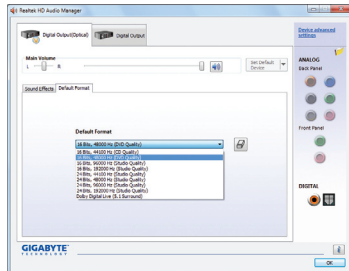 Realtek HD Audio Manager
Digital Output(Optical)
Digital Output
Device advanced settings
Main Volume
L
R
Set Default Device
Sound Effects
Default Format
Default Format
16 Bits, 48000 Hz (DVD Quality)
16 Bits, 44100 Hz (CD Quality)
16 Bits, 48000 Hz (DVD Quality)
16 Bits, 96000 Hz (Studio Quality)
16 Bits, 192000 Hz (Studio Quality)
24 Bits, 44100 Hz (Studio Quality)
24 Bits, 48000 Hz (Studio Quality)
24 Bits, 96000 Hz (Studio Quality)
24 Bits, 192000 Hz (Studio Quality)
Dolby Digital Live (5.1 Surround)
ANALOG
Back Panel
Front Panel
DIGITAL
GIGABYTE
TECHNOLOGY
i
OK